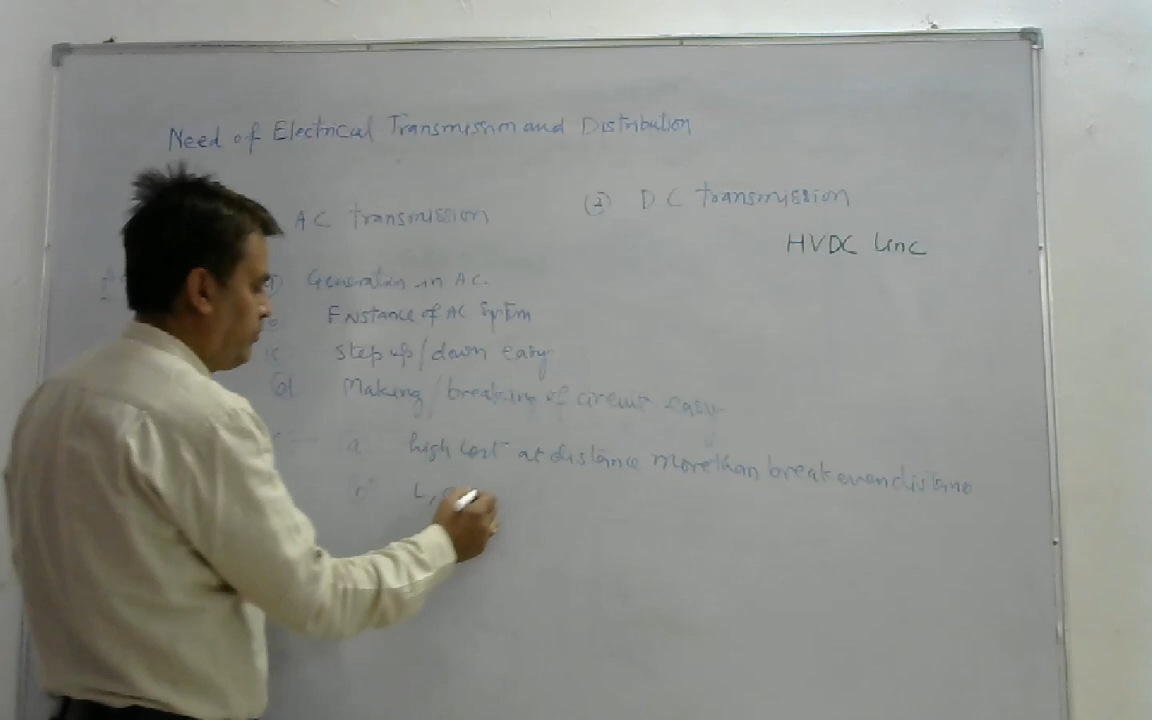 Need of Electrical Transmission and Distribution
AC transmission
(2) DC transmission
HVDC Line
Generation in AC.
Enstance of AC System
c step up/down easy
(d) Making/breaking of circuit easy
a high cost at distance more than break even distance
L,